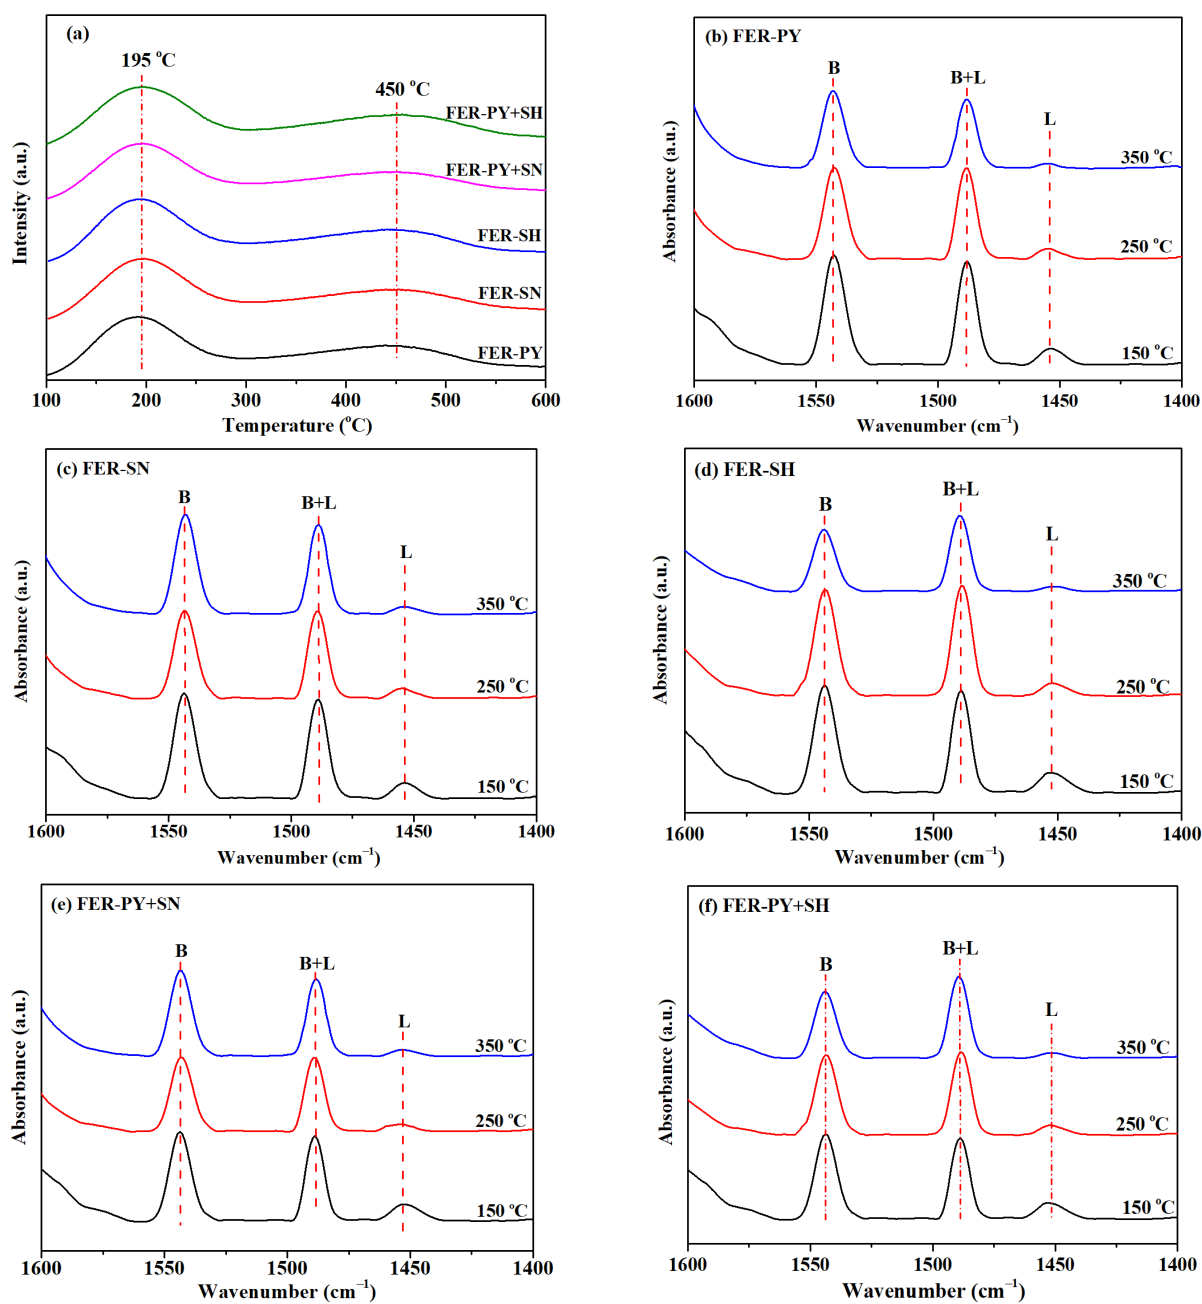 (a)
195 °C
450 °C
FER-PY+SH
FER-PY+SN
FER-SH
FER-SN
FER-PY
Intensity (a.u.)
100 200 300 400 500 600
Temperature (°C)
(b) FER-PY
B
B+L
L
350 °C
250 °C
150 °C
Absorbance (a.u.)
1600 1550 1500 1450 1400
Wavenumber (cm⁻¹)
(c) FER-SN
B
B+L
L
350 °C
250 °C
150 °C
Absorbance (a.u.)
1600 1550 1500 1450 1400
Wavenumber (cm⁻¹)
(d) FER-SH
B
B+L
L
350 °C
250 °C
150 °C
Absorbance (a.u.)
1600 1550 1500 1450 1400
Wavenumber (cm⁻¹)
(e) FER-PY+SN
B
B+L
L
350 °C
250 °C
150 °C
Absorbance (a.u.)
1600 1550 1500 1450 1400
Wavenumber (cm⁻¹)
(f) FER-PY+SH
B
B+L
L
350 °C
250 °C
150 °C
Absorbance (a.u.)
1600 1550 1500 1450 1400
Wavenumber (cm⁻¹)